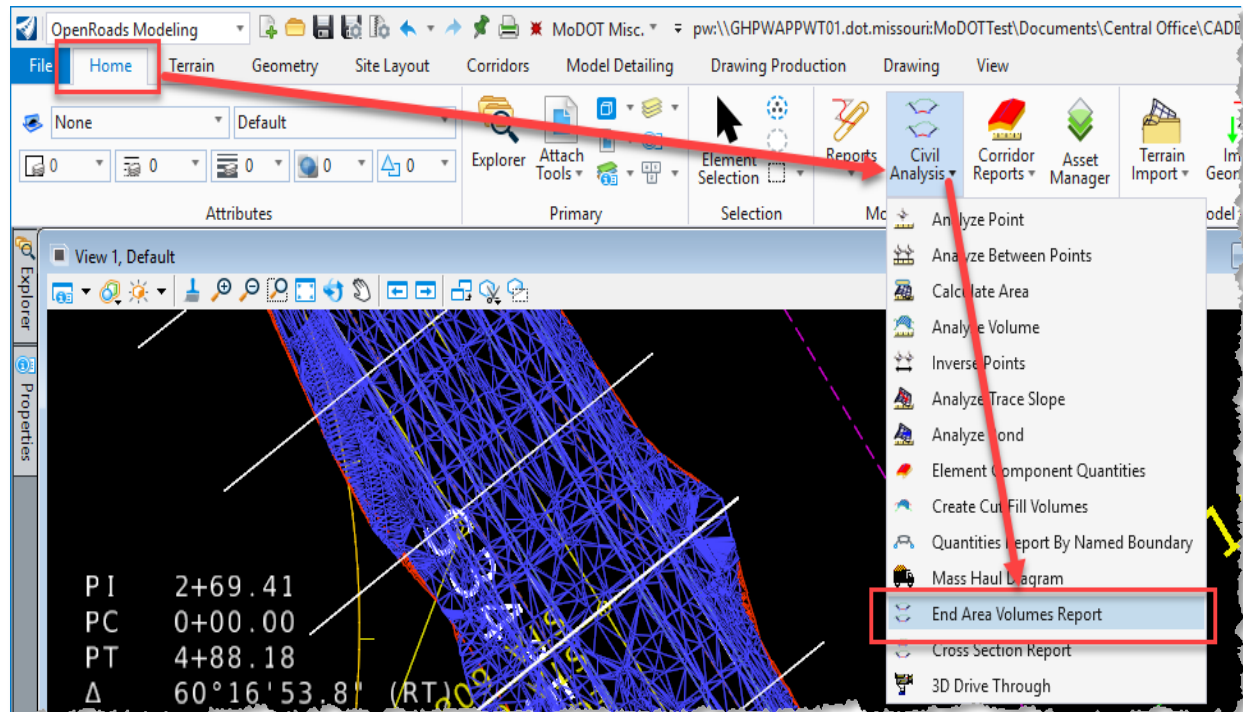 OpenRoads Modeling MoDOT Misc. pw:\\GHPWAPPWT01.dot.missouri:MoDOTTest\Documents\Central Office\CADD
File Home Terrain Geometry Site Layout Corridors Model Detailing Drawing Production Drawing View
None Default
0 0 0 0 0
Explorer Attach Tools Element Selection Reports Civil Analysis Corridor Reports Asset Manager Terrain Import
Attributes Primary Selection
View 1, Default
Explorer
Properties
Analyze Point
Analyze Between Points
Calculate Area
Analyze Volume
Inverse Points
Analyze Trace Slope
Analyze Pond
Element Component Quantities
Create Cut Fill Volumes
Quantities Report By Named Boundary
Mass Haul Diagram
End Area Volumes Report
Cross Section Report
3D Drive Through
PI 2+69.41
PC 0+00.00
PT 4+88.18
Δ 60°16'53.8" (RT)